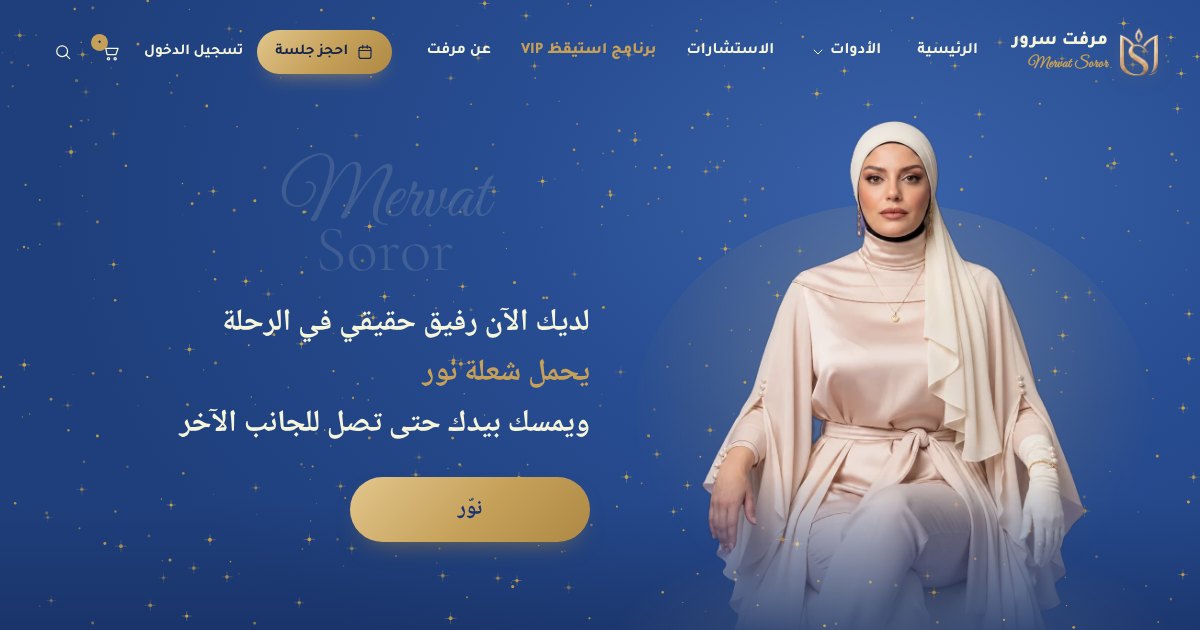 مرفت سرور
Mervat Soror
الرئيسية
الأدوات
الاستشارات
برنامج استيقظ VIP
عن مرفت
احجز جلسة
تسجيل الدخول
٠
Mervat
Soror
لديك الآن رفيق حقيقي في الرحلة
يحمل شعلة نور
ويمسك بيدك حتى تصل للجانب الآخر
نوّر